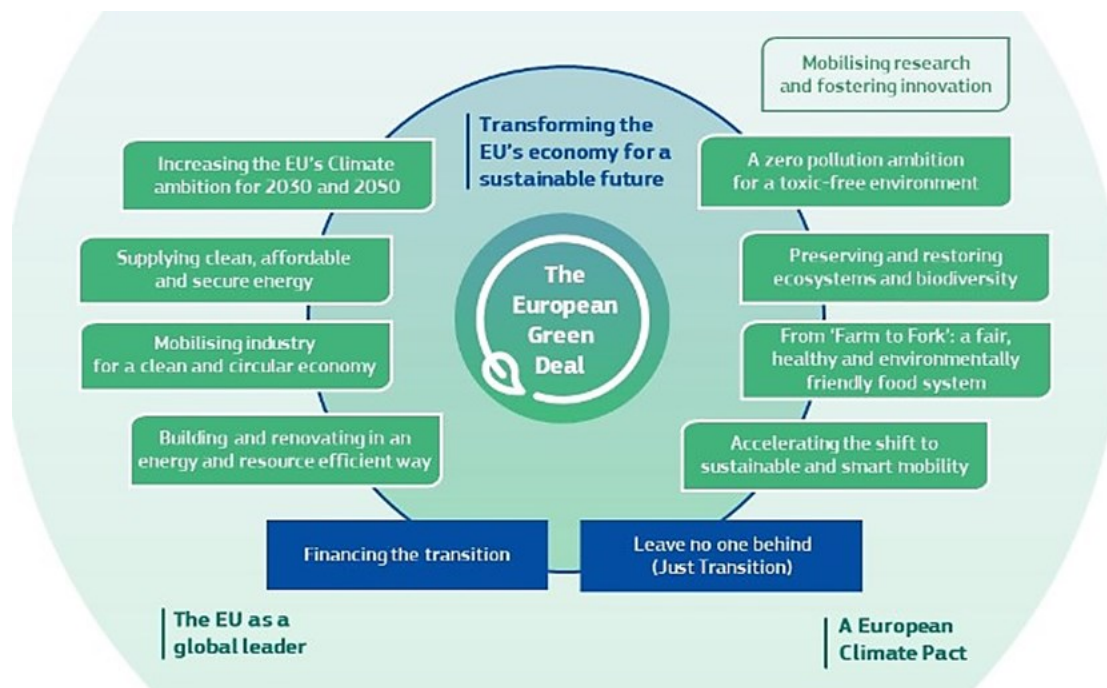 Mobilising research
and fostering innovation
Transforming the
EU's economy for a
sustainable future
Increasing the EU's Climate
ambition for 2030 and 2050
A zero pollution ambition
for a toxic-free environment
Supplying clean, affordable
and secure energy
Preserving and restoring
ecosystems and biodiversity
The
European
Green
Deal
Mobilising industry
for a clean and circular economy
From 'Farm to Fork': a fair,
healthy and environmentally
friendly food system
Building and renovating in an
energy and resource efficient way
Accelerating the shift to
sustainable and smart mobility
Financing the transition
Leave no one behind
(Just Transition)
The EU as a
global leader
A European
Climate Pact